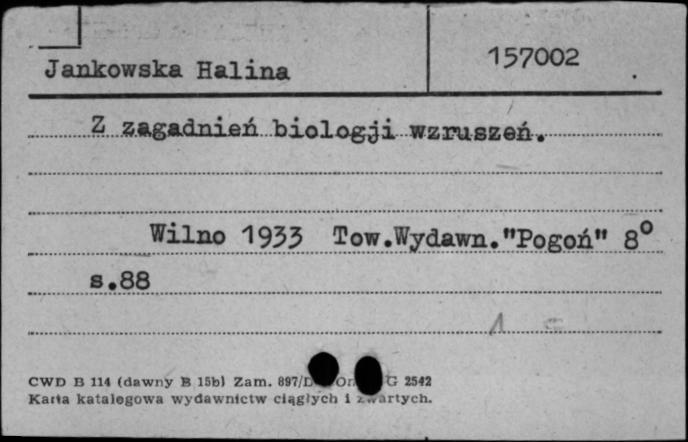 Jankowska Halina
157002
Z zagadnień biologji wzruszeń.
Wilno 1933 Tow.Wydawn."Pogoń" 8°
s.88
1
CWD B 114 (dawny B 15b) Zam. 897/D G 2542
Karta katalogowa wydawnictw ciągłych i zwartych.